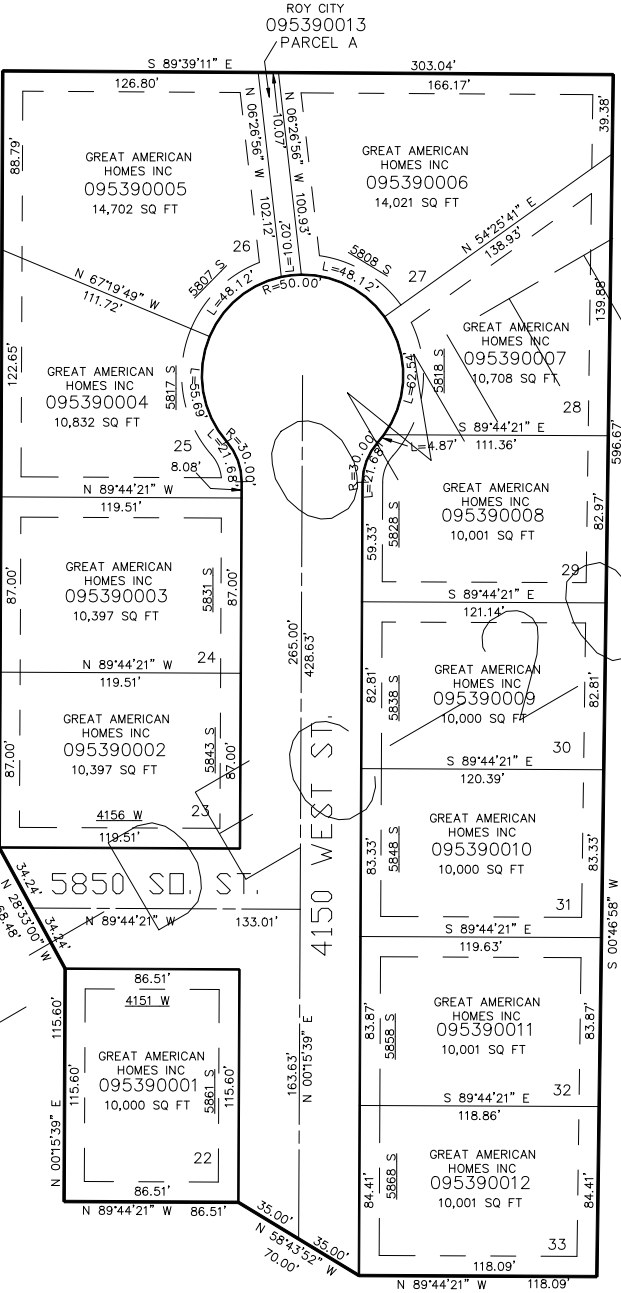 ROY CITY
095390013
PARCEL A
S 89°39'11" E
303.04'
126.80'
166.17'
N 06°26'56" W 102.12'
10.07'
N 06°26'56" W 100.93'
39.38'
88.79'
GREAT AMERICAN
HOMES INC
095390005
14,702 SQ FT
GREAT AMERICAN
HOMES INC
095390006
14,021 SQ FT
N 54°25'41" E
138.93'
26
5807 S
L=48.12'
L=10.02'
R=50.00'
5808 S
L=48.12'
27
N 67°19'49" W
111.72'
139.88'
GREAT AMERICAN
HOMES INC
095390007
10,708 SQ FT
28
5818 S
L=62.54'
122.65'
GREAT AMERICAN
HOMES INC
095390004
10,832 SQ FT
5817 S
L=55.69'
25
8.08'
R=30.00'
L=21.68'
R=30.00'
L=21.68'
L=4.87'
S 89°44'21" E
111.36'
596.67'
N 89°44'21" W
119.51'
GREAT AMERICAN
HOMES INC
095390008
10,001 SQ FT
59.33'
5828 S
82.97'
29
87.00'
GREAT AMERICAN
HOMES INC
095390003
10,397 SQ FT
5831 S
87.00'
24
S 89°44'21" E
121.14'
265.00'
428.63'
N 89°44'21" W
119.51'
82.81'
5838 S
GREAT AMERICAN
HOMES INC
095390009
10,000 SQ FT
82.81'
30
87.00'
GREAT AMERICAN
HOMES INC
095390002
10,397 SQ FT
5843 S
87.00'
23
4156 W
119.51'
S 89°44'21" E
120.39'
4150 WEST ST.
83.33'
5848 S
GREAT AMERICAN
HOMES INC
095390010
10,000 SQ FT
83.33'
31
34.24'
N 28°33'00" W
68.48'
34.24'
5850 SO. ST.
N 89°44'21" W
133.01'
S 89°44'21" E
119.63'
S 00°46'58" W
86.51'
4151 W
115.60'
N 00°15'39" E
115.60'
GREAT AMERICAN
HOMES INC
095390001
10,000 SQ FT
5861 S
115.60'
22
86.51'
N 89°44'21" W
86.51'
163.63'
N 00°15'39" E
83.87'
5858 S
GREAT AMERICAN
HOMES INC
095390011
10,001 SQ FT
83.87'
32
S 89°44'21" E
118.86'
84.41'
5868 S
GREAT AMERICAN
HOMES INC
095390012
10,001 SQ FT
84.41'
33
35.00'
N 58°43'52" W
70.00'
35.00'
118.09'
N 89°44'21" W
118.09'